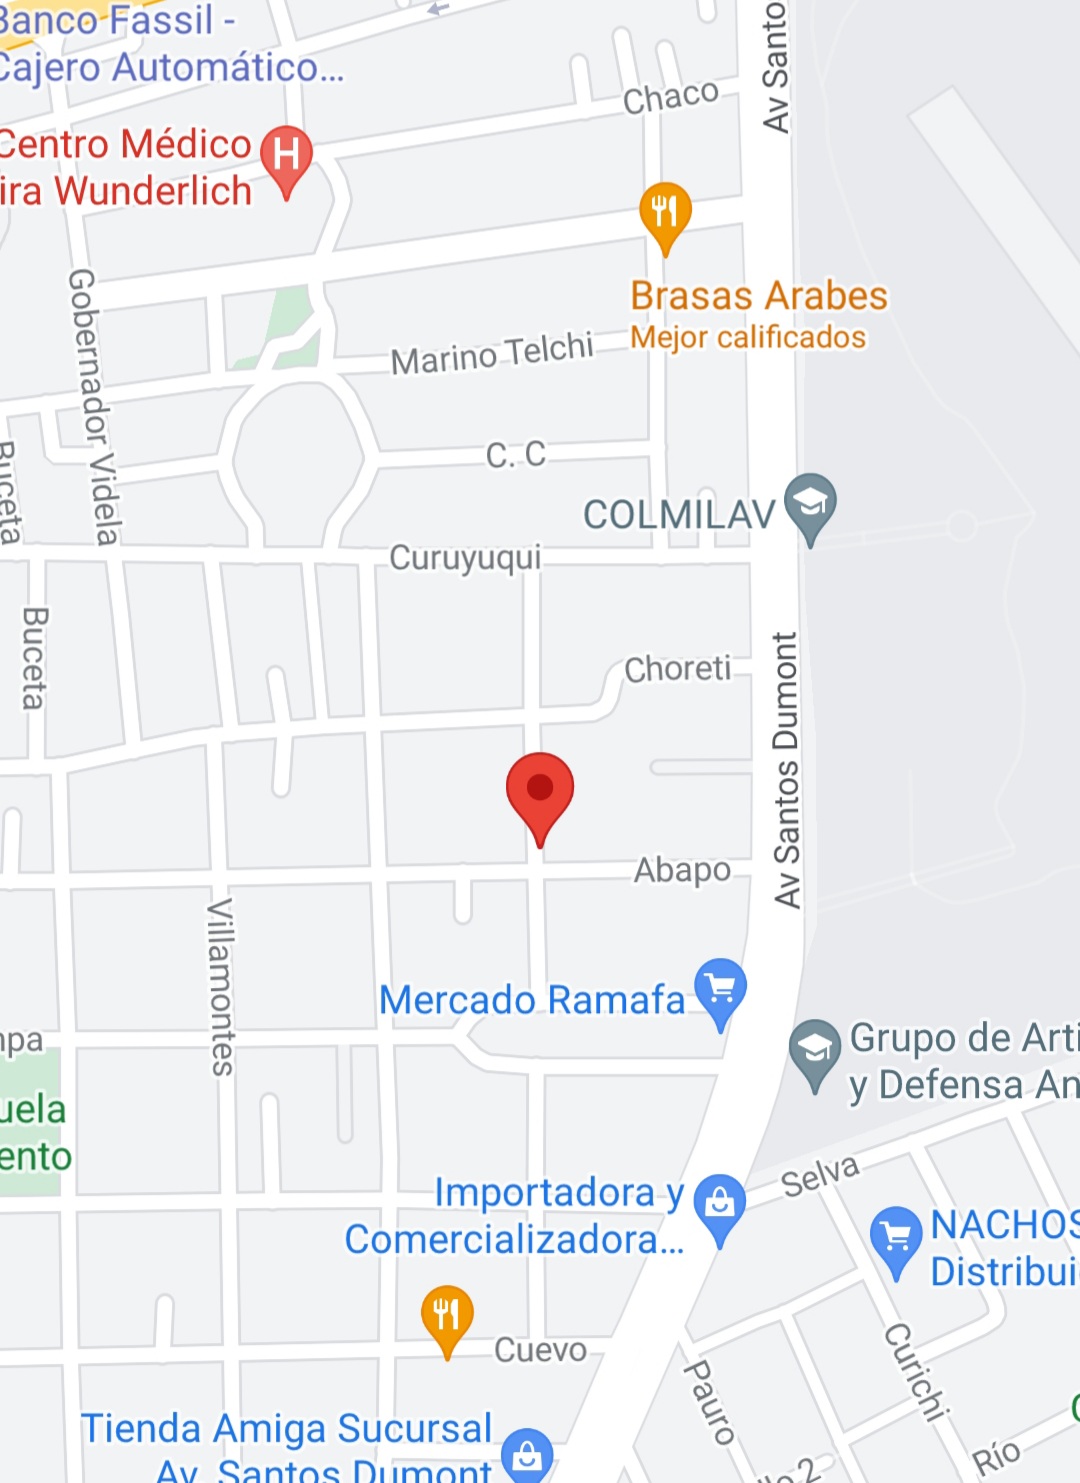 Banco Fassil -
Cajero Automático...
Av Santo
Chaco
Centro Médico
ira Wunderlich
H
Brasas Arabes
Mejor calificados
Gobernador Videla
Marino Telchi
C. C
Buceta
COLMILAV
Curuyuqui
Buceta
Choreti
Av Santos Dumont
Abapo
Villamontes
Mercado Ramafa
Grupo de Arti
y Defensa An
npa
uela
ento
Selva
Importadora y
Comercializadora...
NACHOS
Distribui
Cuevo
Curichi
Pauro
Tienda Amiga Sucursal
Av. Santos Dumont
Río